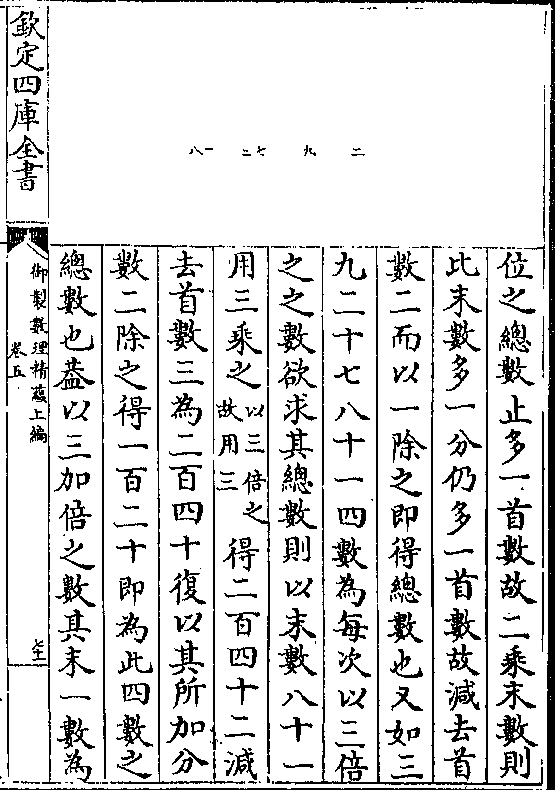 二　九　七二　一八
位之總數止多一首數故二乘末數則
比末數多一分仍多一首數故減去首
數二而以一除之即得總數也又如三
九二十七八十一四數為每次以三倍
之之數欲求其總數則以末數八十一
用三乘之以三倍之故用三得二百四十二減
去首數三為二百四十復以其所加分
數二除之得一百二十即為此四數之
總數也葢以三加倍之數其末一數為
欽定四庫全書
御製數理精蘊上編
卷五